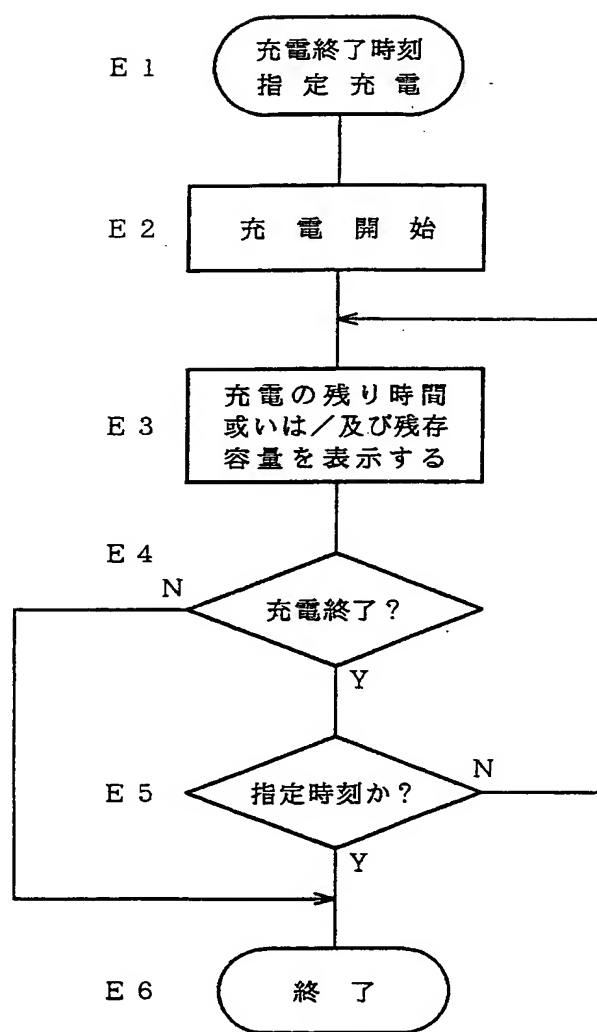 E 1
充電終了時刻
指 定 充 電
E 2
充 電 開 始
E 3
充電の残り時間
或いは／及び残存
容量を表示する
E 4
N
充電終了？
Y
E 5
指定時刻か？
N
Y
E 6
終 了